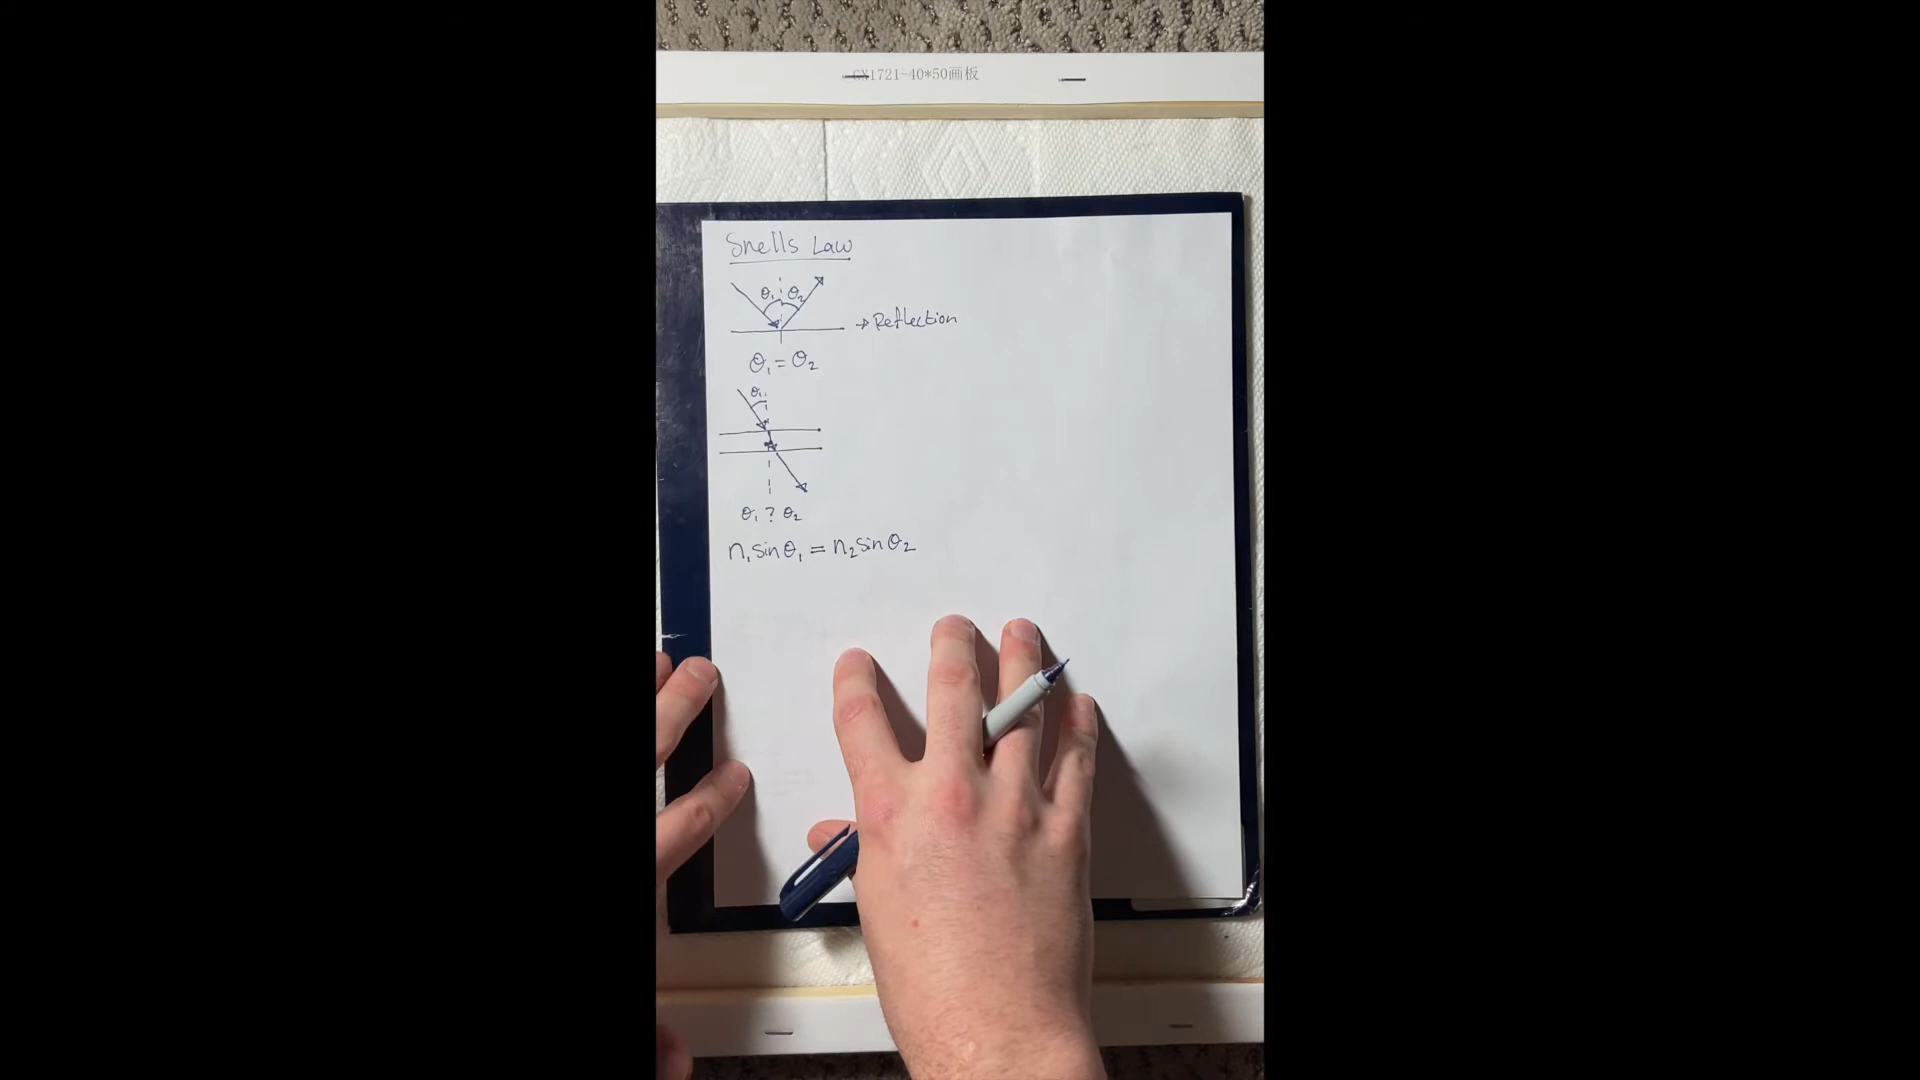 GX1721-40*50画板
Snells Law
θ₁ θ₂
→ Reflection
θ₁ = θ₂
θ₁
θ₁ ? θ₂
n₁ sin θ₁ = n₂ sin θ₂